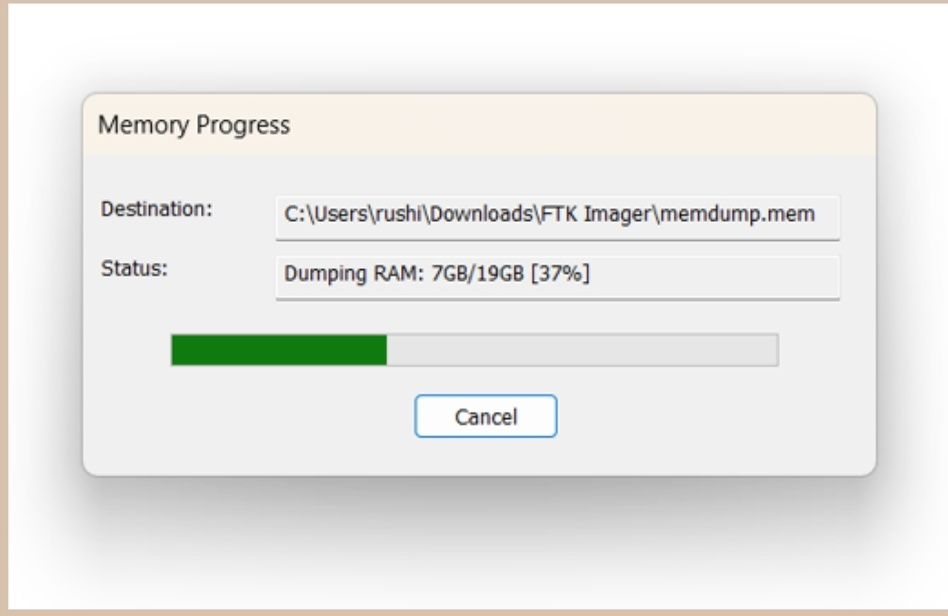 Memory Progress
Destination: C:\Users\rushi\Downloads\FTK Imager\memdump.mem
Status: Dumping RAM: 7GB/19GB [37%]
Cancel